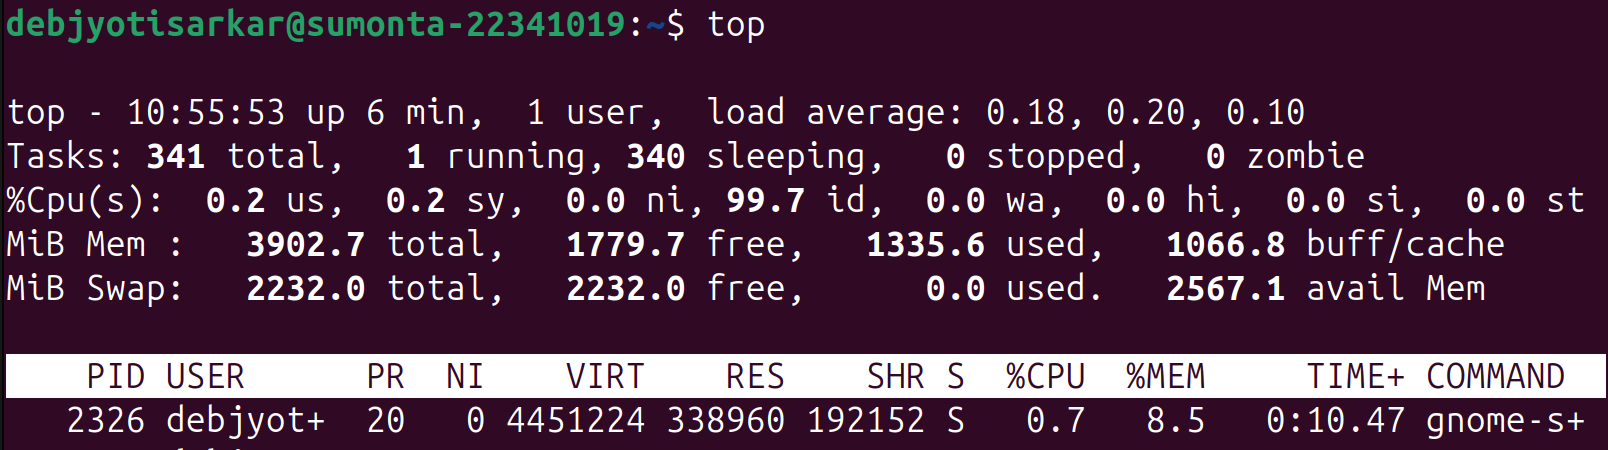 debjyotisarkar@sumonta-22341019:~$ top
top - 10:55:53 up 6 min,  1 user,  load average: 0.18, 0.20, 0.10
Tasks: 341 total,   1 running, 340 sleeping,   0 stopped,   0 zombie
%Cpu(s):  0.2 us,  0.2 sy,  0.0 ni, 99.7 id,  0.0 wa,  0.0 hi,  0.0 si,  0.0 st
MiB Mem :   3902.7 total,   1779.7 free,   1335.6 used,   1066.8 buff/cache
MiB Swap:   2232.0 total,   2232.0 free,      0.0 used.   2567.1 avail Mem
PID USER      PR  NI    VIRT    RES    SHR S  %CPU  %MEM     TIME+ COMMAND
2326 debjyot+  20   0 4451224 338960 192152 S   0.7   8.5   0:10.47 gnome-s+